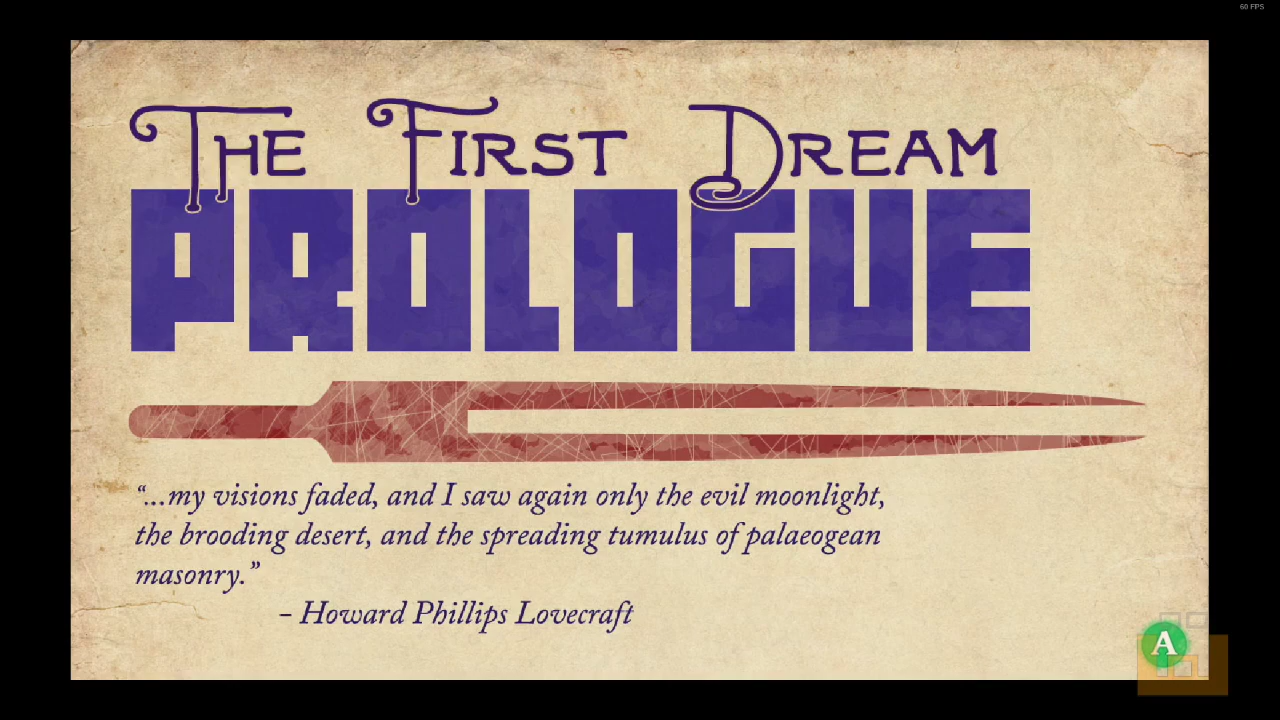 60 FPS
The First Dream
PROLOGUE
“...my visions faded, and I saw again only the evil moonlight,
the brooding desert, and the spreading tumulus of palaeogean
masonry.”
– Howard Phillips Lovecraft
A